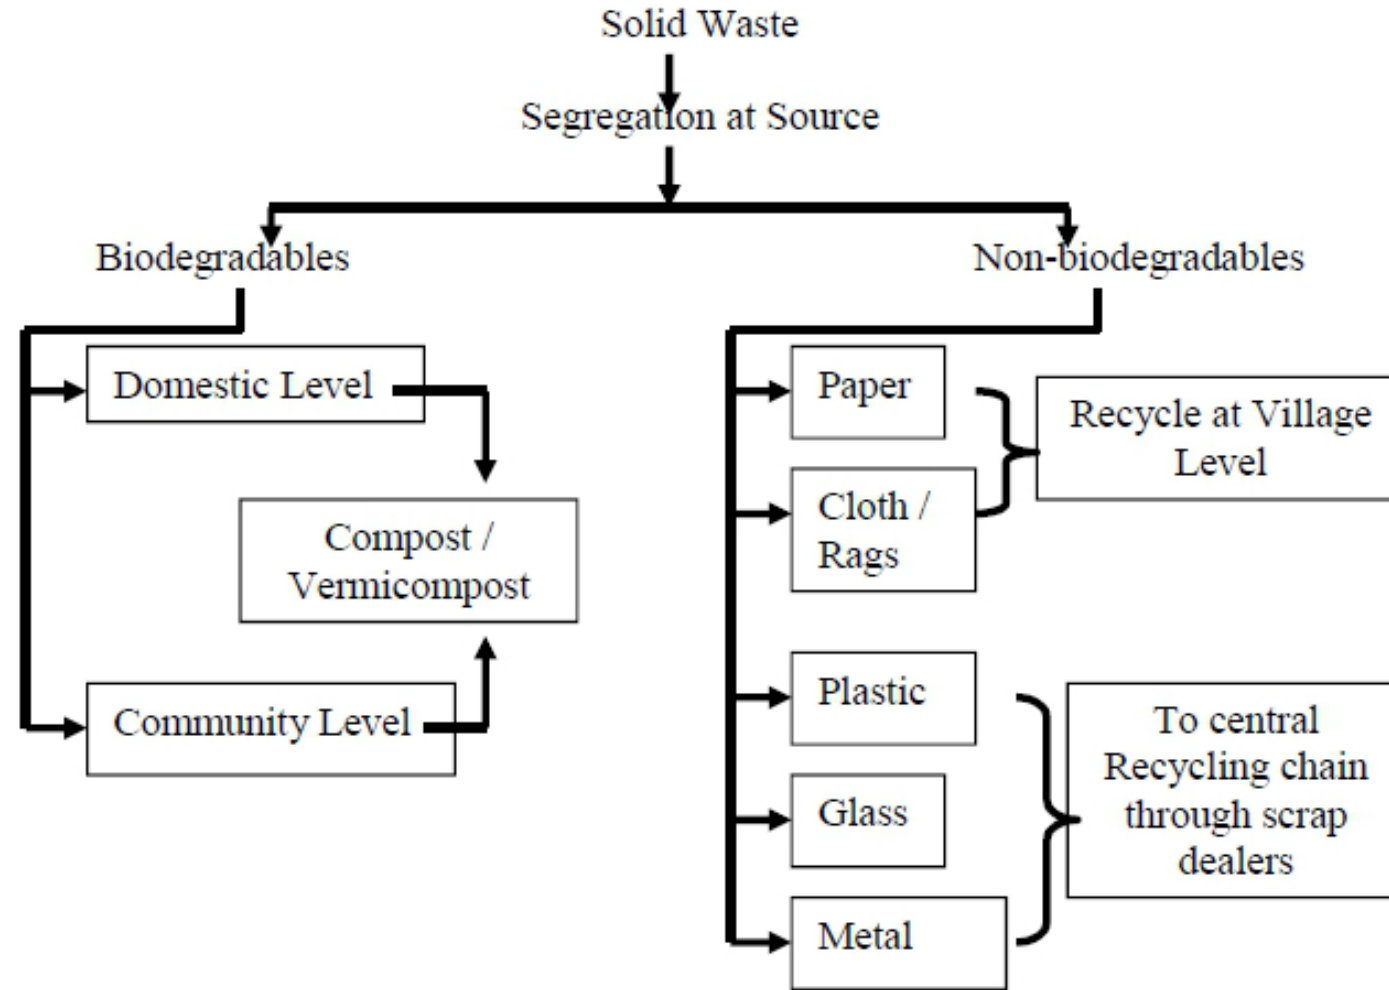 Solid Waste
Segregation at Source
Biodegradables
Non-biodegradables
Domestic Level
Compost /
Vermicompost
Community Level
Paper
Cloth /
Rags
Recycle at Village
Level
Plastic
Glass
Metal
To central
Recycling chain
through scrap
dealers